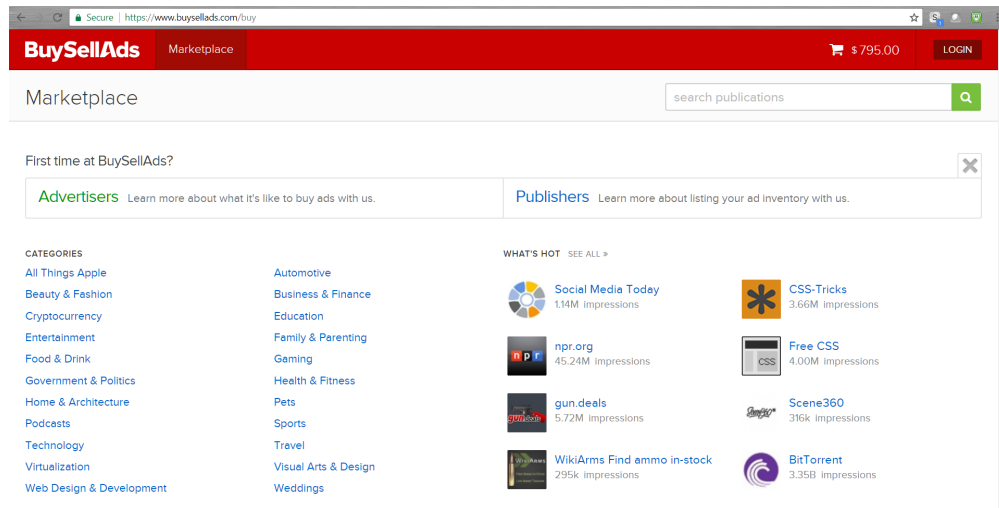 Secure | https://www.buysellads.com/buy
BuySellAds
Marketplace
$ 795.00
LOGIN
Marketplace
search publications
First time at BuySellAds?
Advertisers Learn more about what it's like to buy ads with us.
Publishers Learn more about listing your ad inventory with us.
CATEGORIES
All Things Apple
Beauty & Fashion
Cryptocurrency
Entertainment
Food & Drink
Government & Politics
Home & Architecture
Podcasts
Technology
Virtualization
Web Design & Development
Automotive
Business & Finance
Education
Family & Parenting
Gaming
Health & Fitness
Pets
Sports
Travel
Visual Arts & Design
Weddings
WHAT'S HOT SEE ALL »
Social Media Today
1.14M impressions
npr
npr.org
45.24M impressions
gun.deals
5.72M impressions
WikiArms
WikiArms Find ammo in-stock
295k impressions
CSS-Tricks
3.66M impressions
CSS
Free CSS
4.00M impressions
Scene360
Scene360
316k impressions
BitTorrent
3.35B impressions